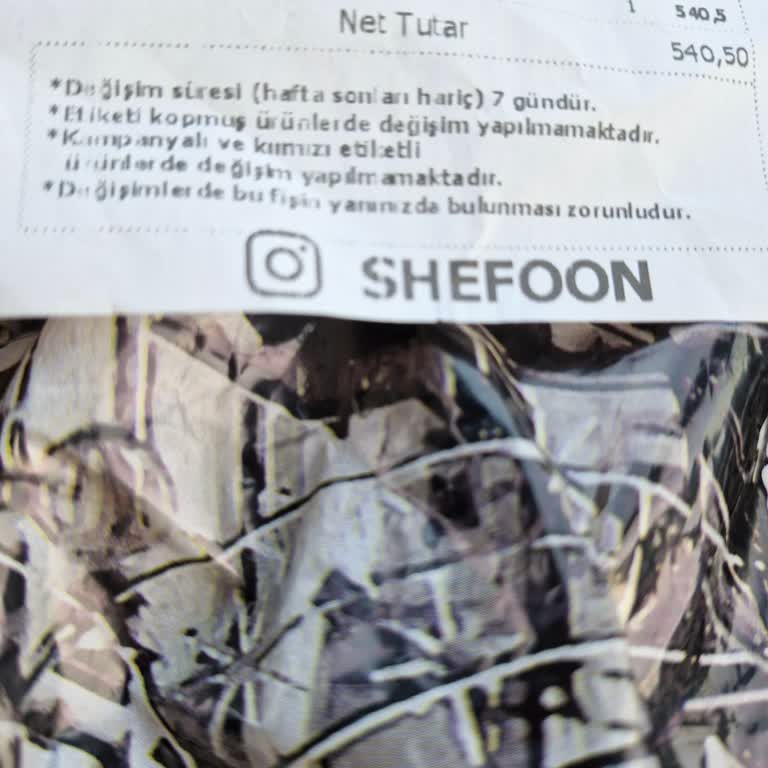 1 540,5
Net Tutar 540,50
*Değişim süresi (hafta sonları hariç) 7 gündür.
*Etiketi kopmuş ürünlerde değişim yapılmamaktadır.
*Kampanyalı ve kırmızı etiketli
ürünlerde değişim yapılmamaktadır.
*Değişimlerde bu fişin yanınızda bulunması zorunludur.
SHEFOON